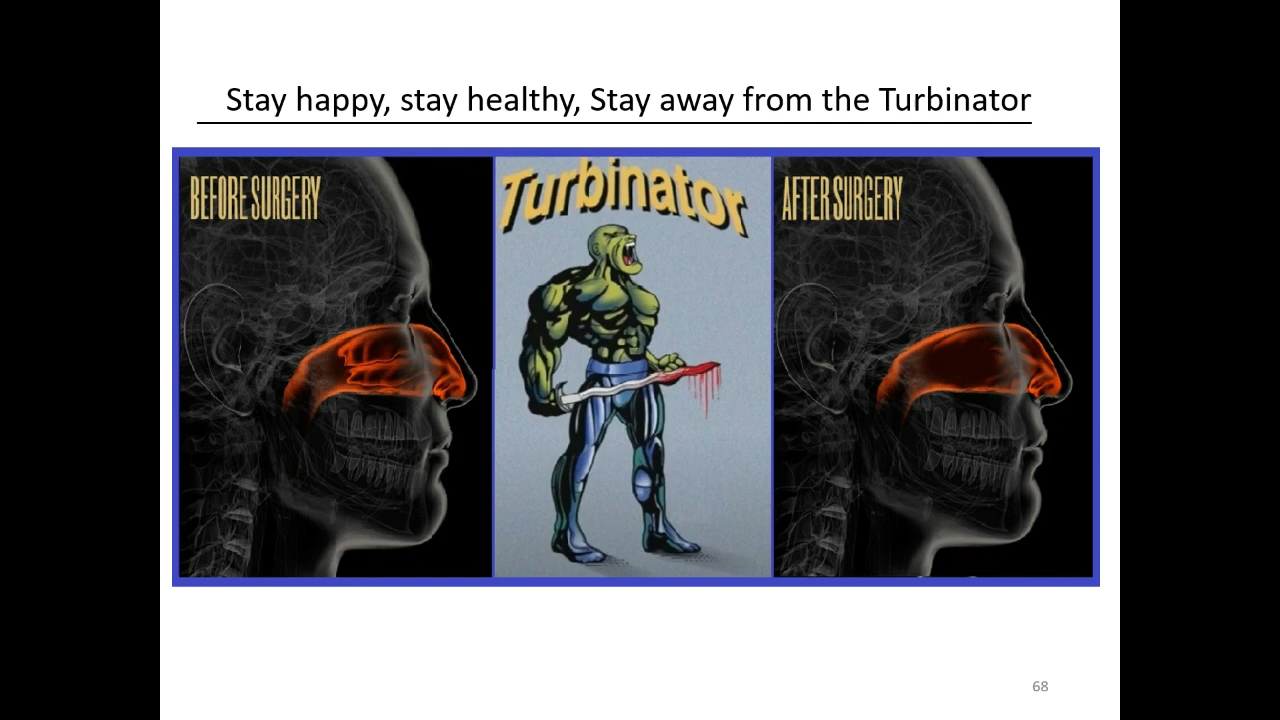 Stay happy, stay healthy, Stay away from the Turbinator
BEFORE SURGERY
Turbinator
AFTER SURGERY
68